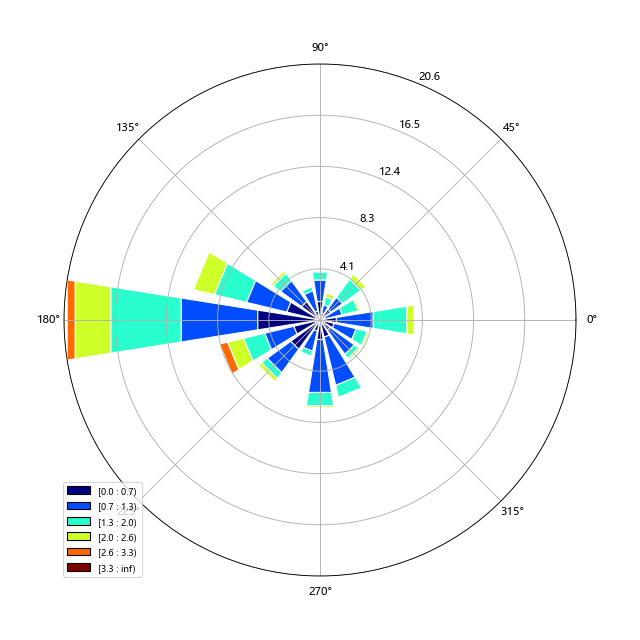 90°
20.6
135°
16.5
45°
12.4
8.3
4.1
180°
0°
[0.0 : 0.7)
[0.7 : 1.3)
[1.3 : 2.0)
[2.0 : 2.6)
[2.6 : 3.3)
[3.3 : inf)
225°
315°
270°